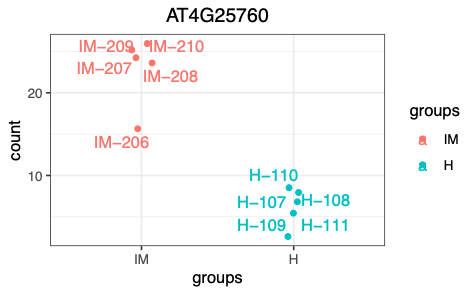 AT4G25760
IM−209 IM−210
IM−207
IM−208
IM−206
H−110
H−107 H−108
H−109 H−111
20
10
count
IM H
groups
groups
a IM
a H